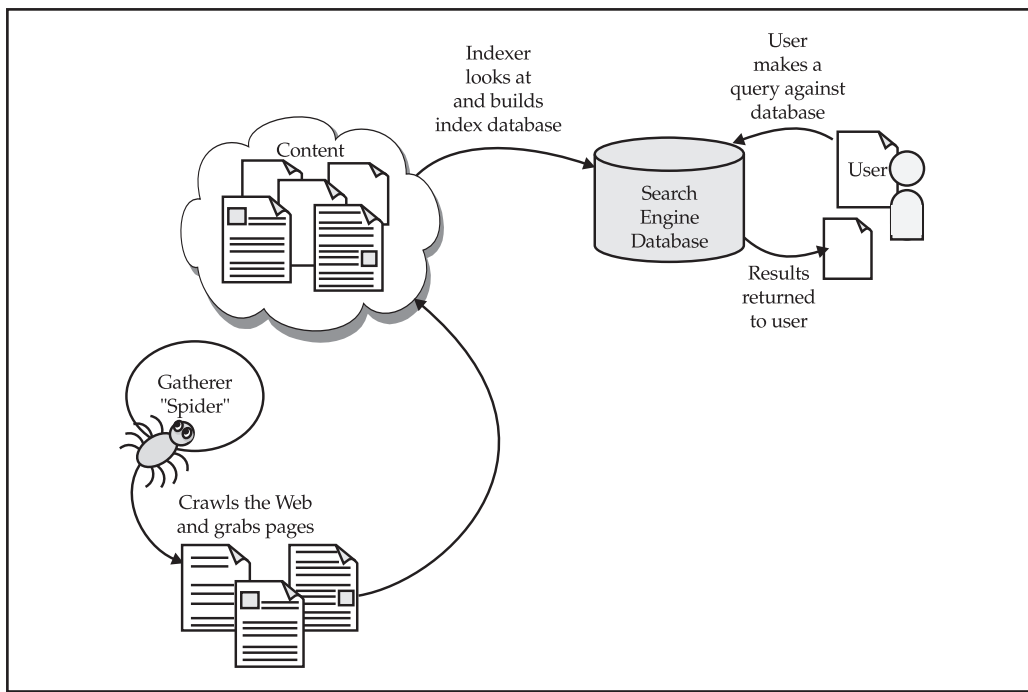 Indexer
looks at
and builds
index database
User
makes a
query against
database
Content
User
Search
Engine
Database
Results
returned
to user
Gatherer
"Spider"
Crawls the Web
and grabs pages